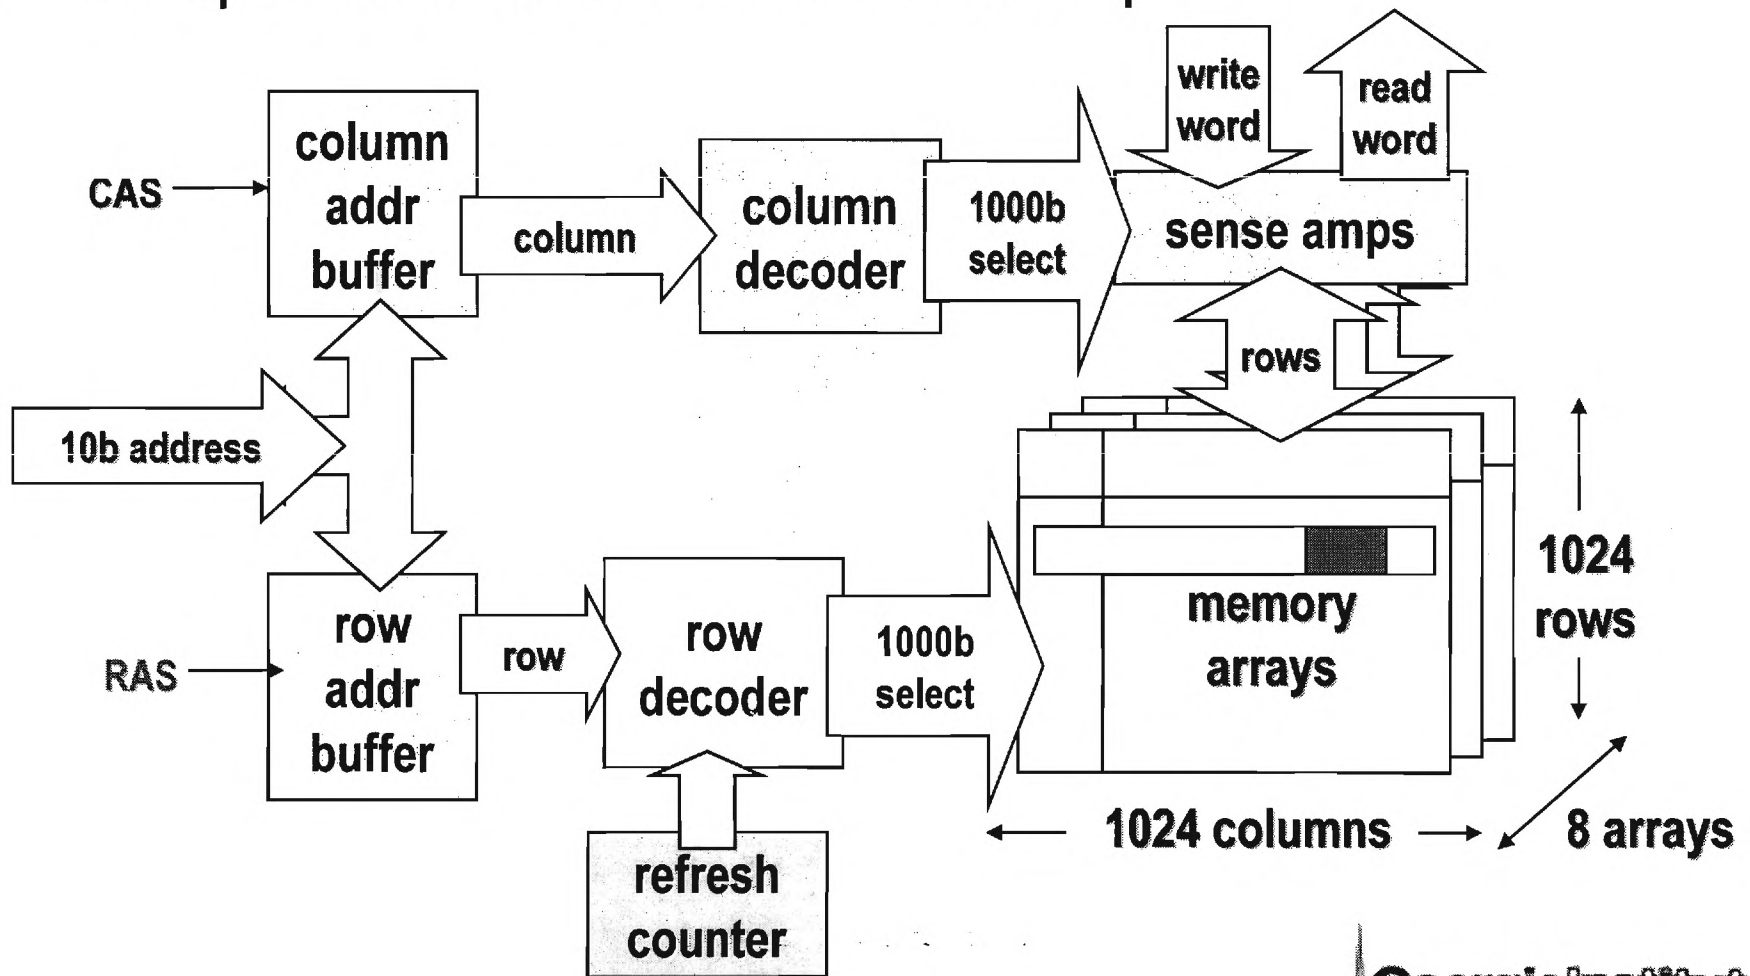 write
word
read
word
column
addr
buffer
CAS
column
column
decoder
1000b
select
sense amps
rows
10b address
row
addr
buffer
RAS
row
row
decoder
1000b
select
memory
arrays
1024
rows
1024 columns
8 arrays
refresh
counter